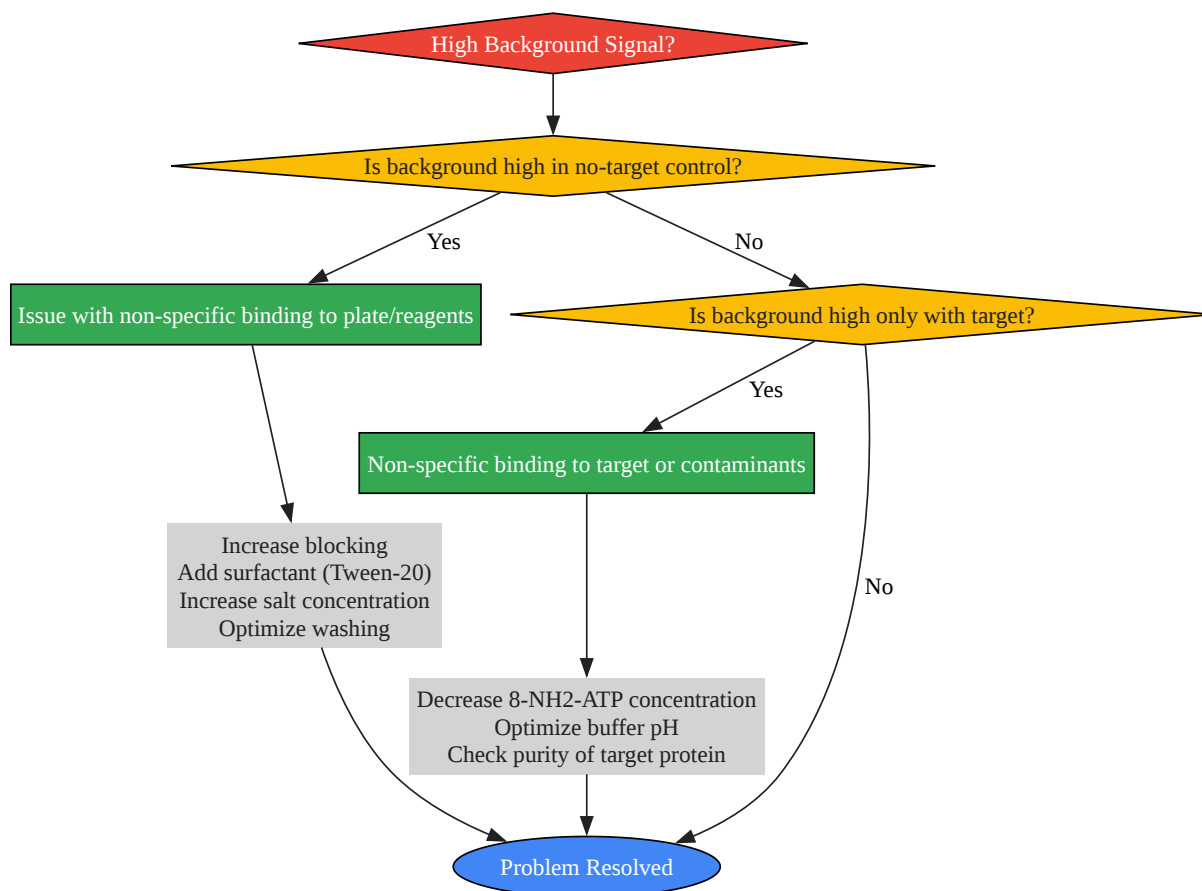 High Background Signal?
Is background high in no-target control?
Yes
No
Issue with non-specific binding to plate/reagents
Is background high only with target?
Yes
Non-specific binding to target or contaminants
Increase blocking
Add surfactant (Tween-20)
Increase salt concentration
Optimize washing
No
Decrease 8-NH2-ATP concentration
Optimize buffer pH
Check purity of target protein
Problem Resolved